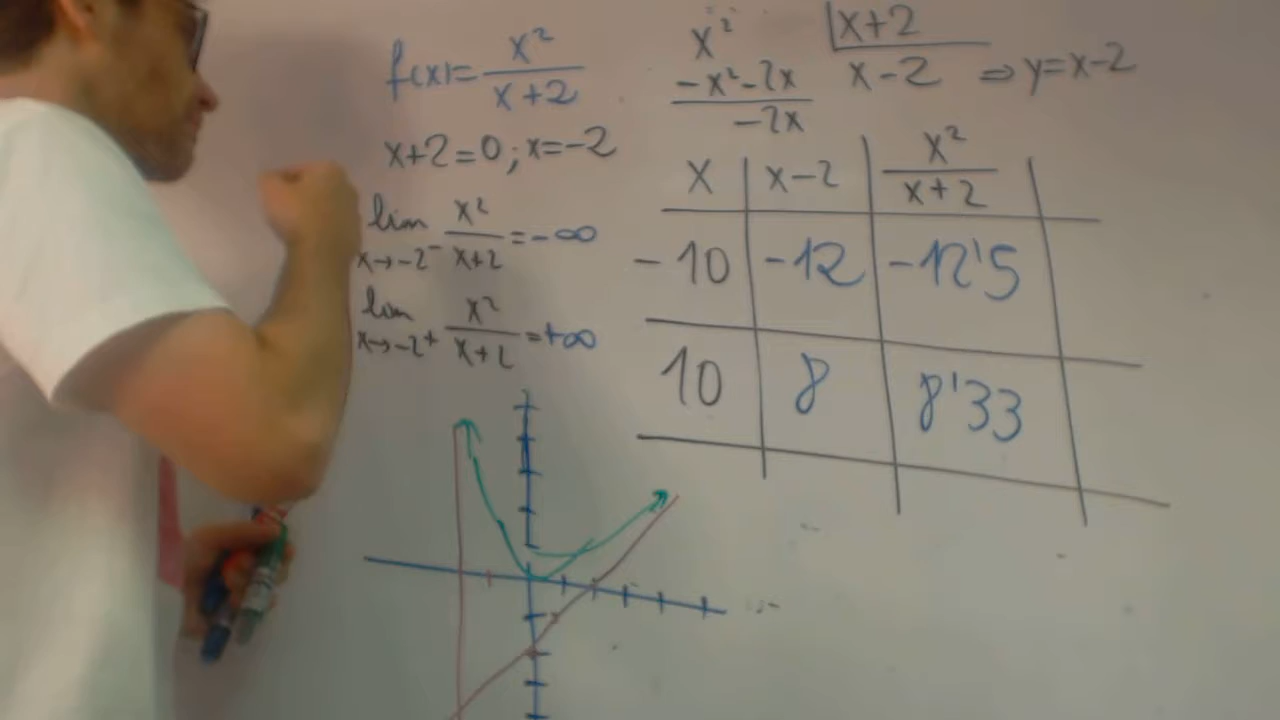 f(x)=x²/x+2
x+2=0; x=-2
lim x→-2⁻ x²/x+2 = -∞
lim x→-2⁺ x²/x+2 = +∞
x² |x+2
-x²-2x x-2 ⇒ y=x-2
-2x
x x-2 x²/x+2
-10 -12 -12'5
10 8 8'33